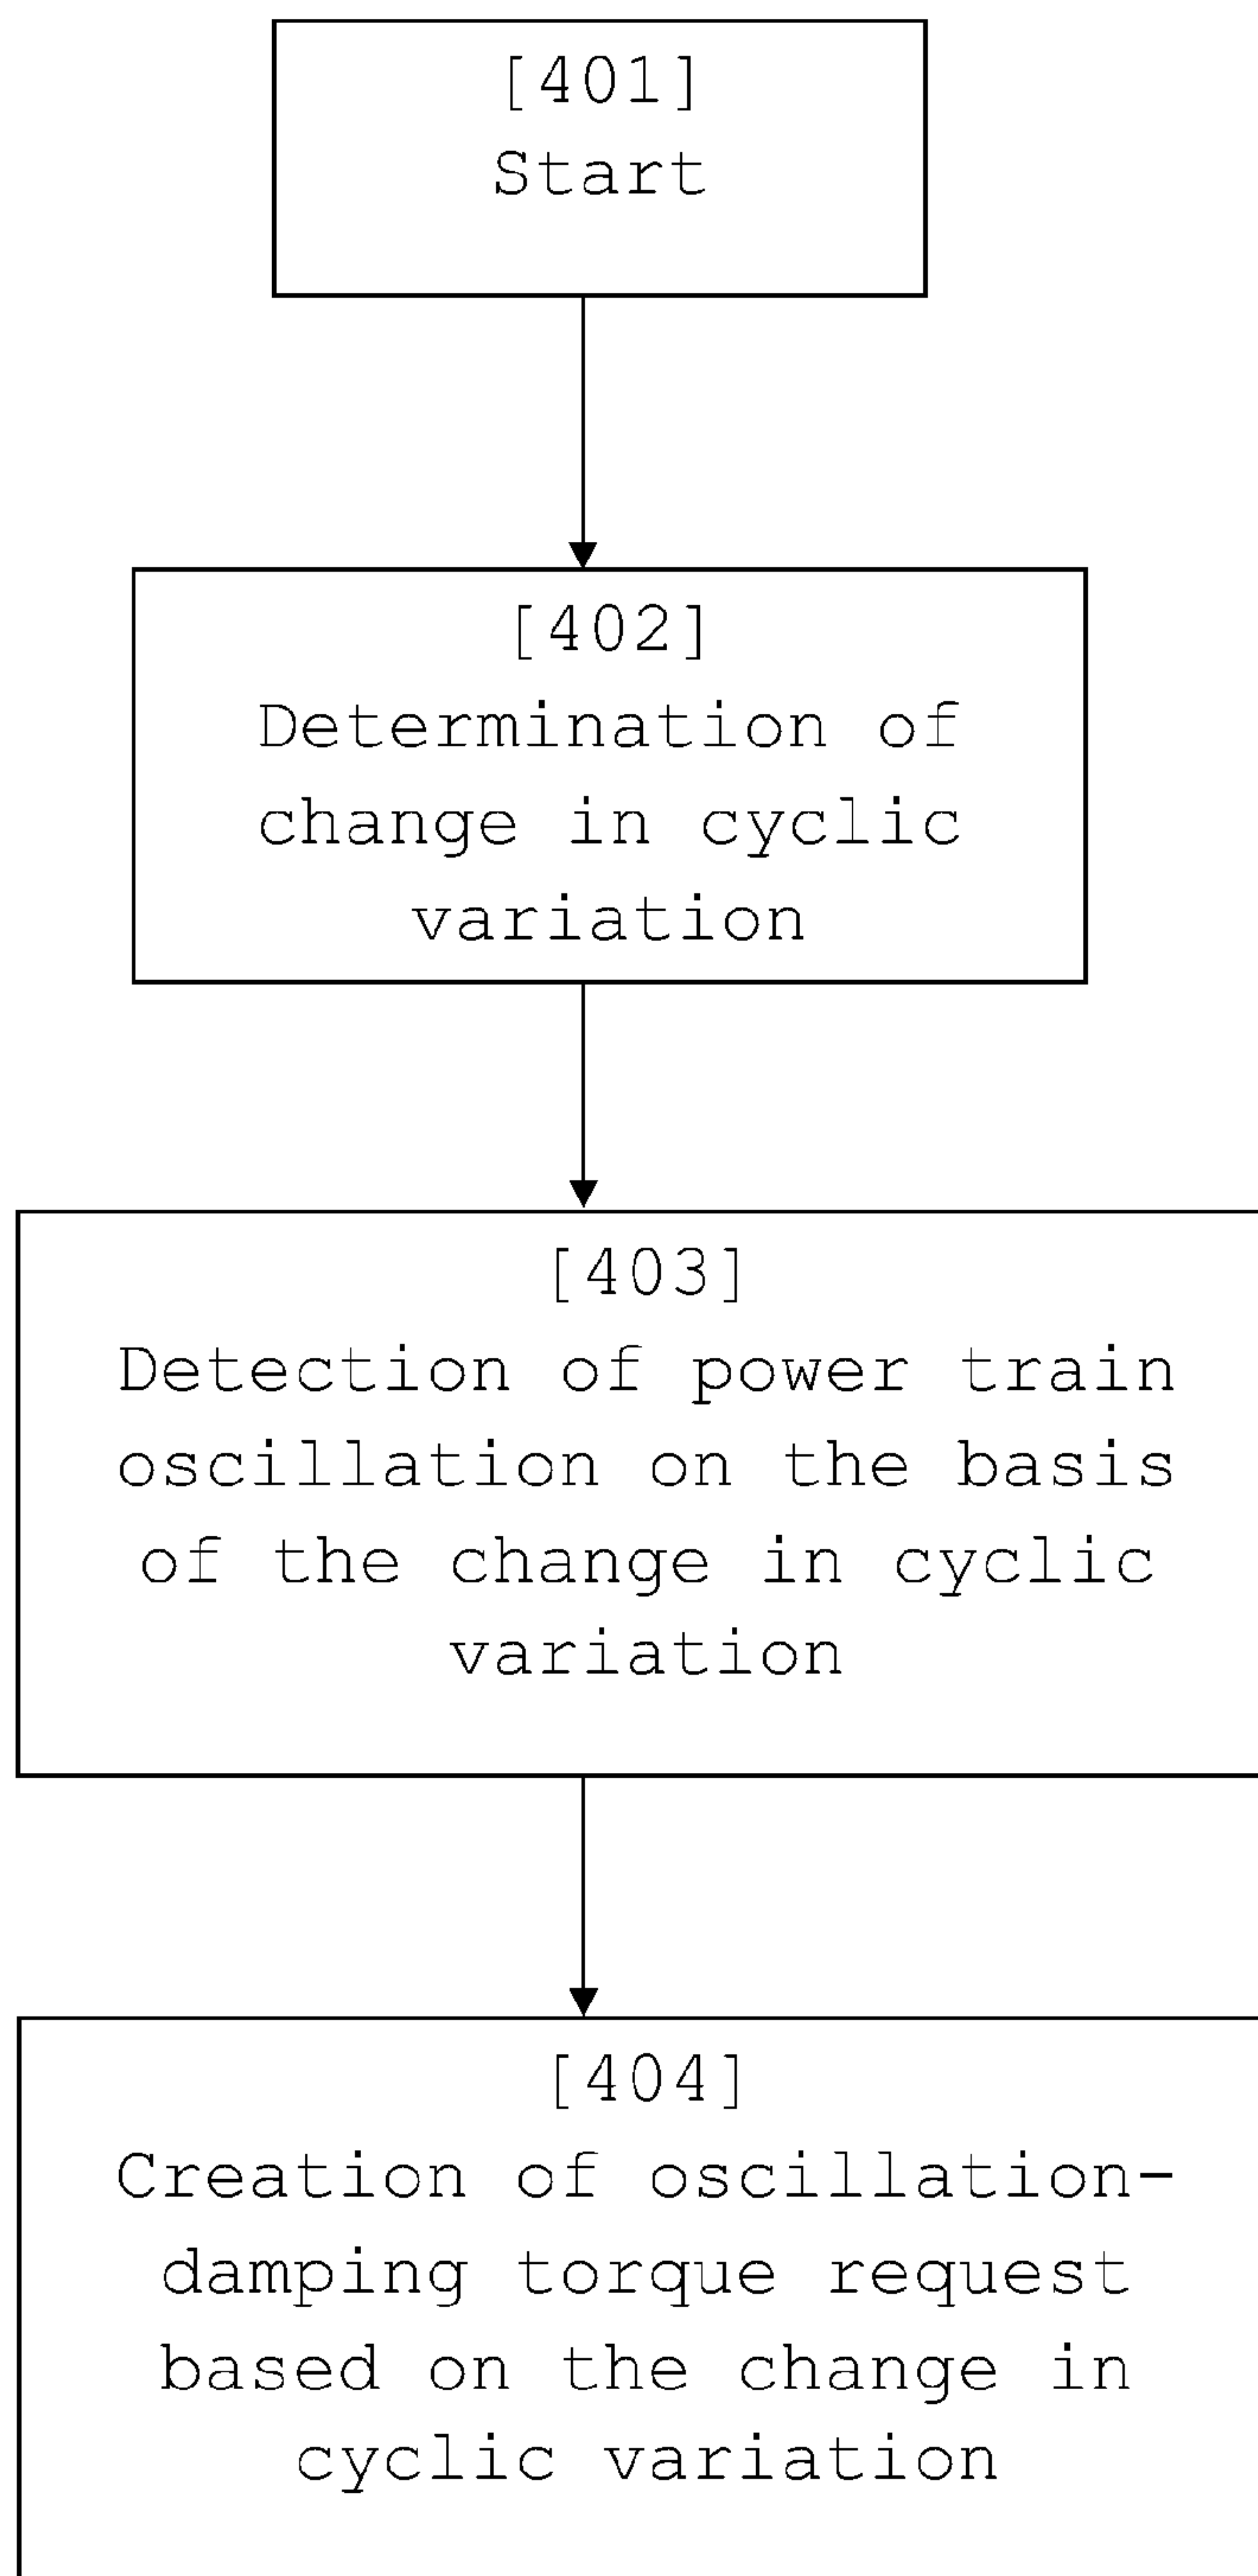 [401]
Start
[402]
Determination of
change in cyclic
variation
[403]
Detection of power train
oscillation on the basis
of the change in cyclic
variation
[404]
Creation of oscillation-
damping torque request
based on the change in
cyclic variation